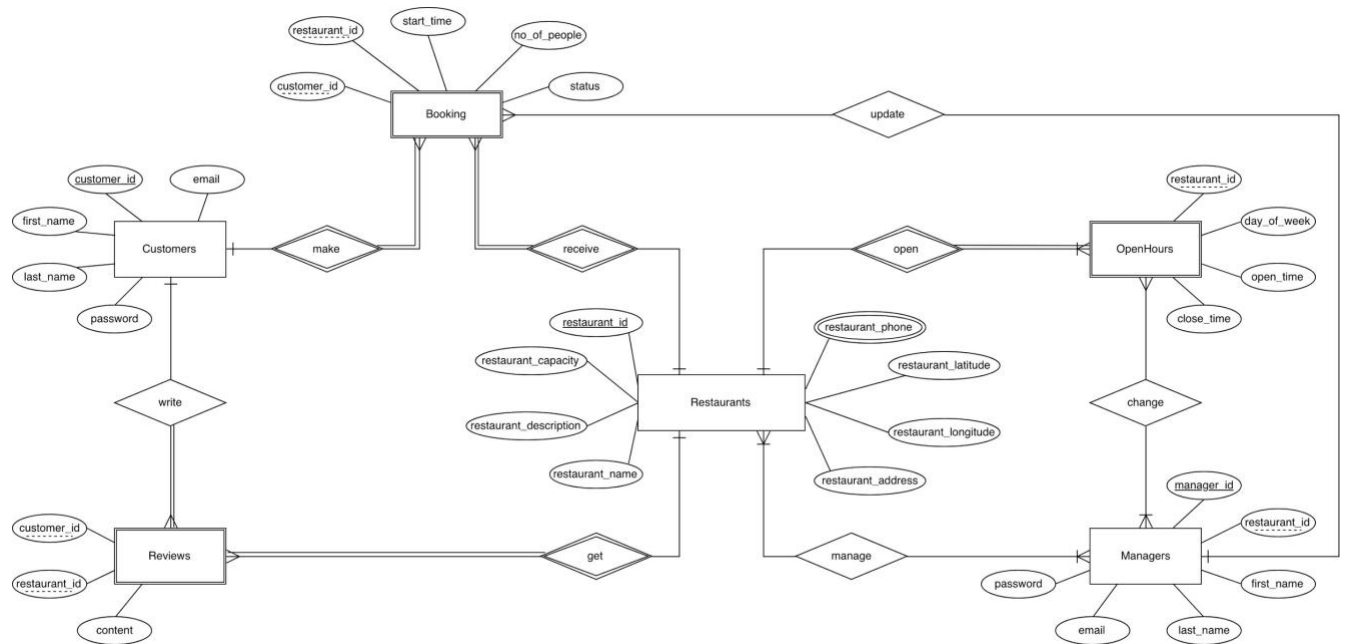 start_time
restaurant_id
no_of_people
customer_id
status
Booking
update
customer_id
email
restaurant_id
first_name
day_of_week
Customers
make
receive
open
OpenHours
last_name
open_time
password
close_time
restaurant_id
restaurant_phone
restaurant_capacity
restaurant_latitude
write
Restaurants
change
restaurant_description
restaurant_longitude
restaurant_name
restaurant_address
manager_id
customer_id
restaurant_id
Reviews
get
manage
Managers
restaurant_id
password
first_name
content
email
last_name